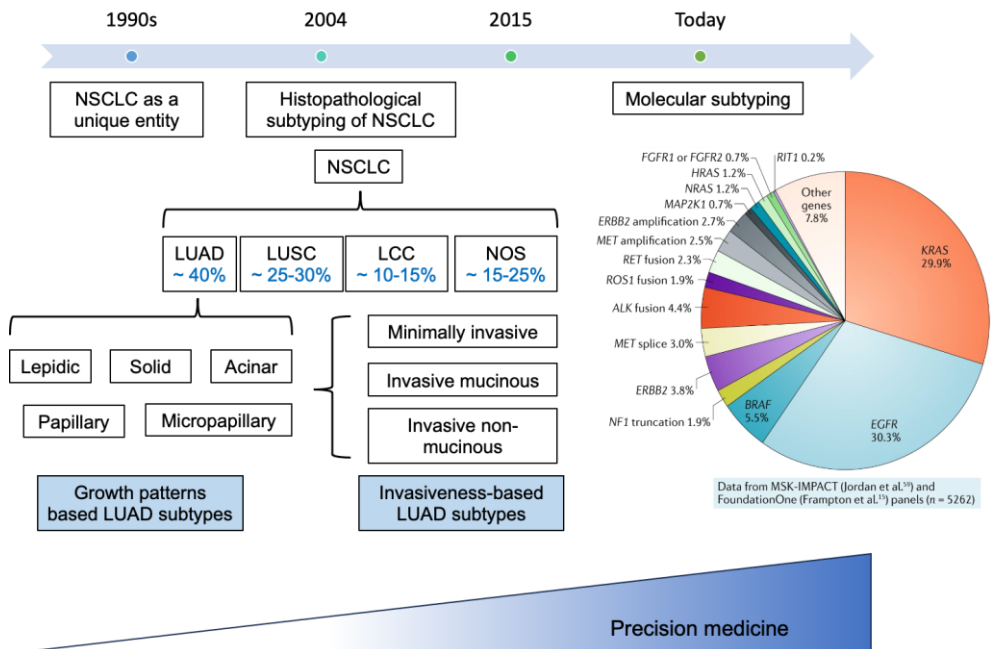 1990s
2004
2015
Today
NSCLC as a
unique entity
Histopathological
subtyping of NSCLC
Molecular subtyping
NSCLC
LUAD
~ 40%
LUSC
~ 25-30%
LCC
~ 10-15%
NOS
~ 15-25%
Lepidic
Solid
Acinar
Papillary
Micropapillary
Minimally invasive
Invasive mucinous
Invasive non-
mucinous
Growth patterns
based LUAD subtypes
Invasiveness-based
LUAD subtypes
FGFR1 or FGFR2 0.7%
RIT1 0.2%
HRAS 1.2%
NRAS 1.2%
MAP2K1 0.7%
ERBB2 amplification 2.7%
MET amplification 2.5%
RET fusion 2.3%
ROS1 fusion 1.9%
ALK fusion 4.4%
MET splice 3.0%
ERBB2 3.8%
NF1 truncation 1.9%
BRAF
5.5%
Other
genes
7.8%
KRAS
29.9%
EGFR
30.3%
Data from MSK-IMPACT (Jordan et al.⁵⁹) and
FoundationOne (Frampton et al.¹⁵) panels (n = 5262)
Precision medicine